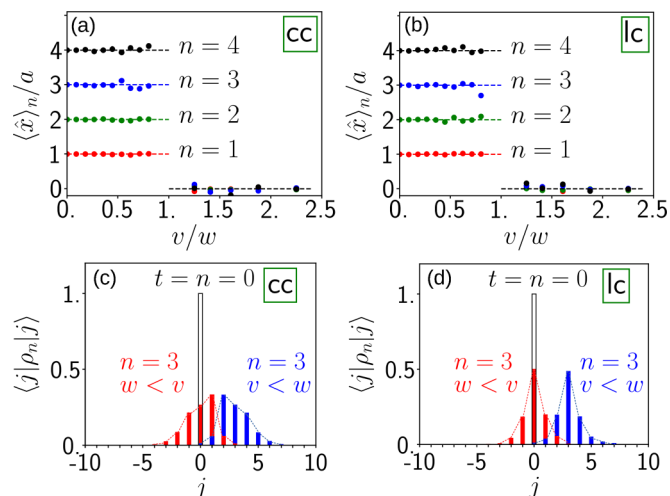 (a)
cc
⟨x̂⟩ₙ/a
4
3
2
1
0
n = 4
n = 3
n = 2
n = 1
0. 0.5 1.0 1.5 2.0 2.5
v/w
(b)
lc
⟨x̂⟩ₙ/a
4
3
2
1
0
n = 4
n = 3
n = 2
n = 1
0. 0.5 1.0 1.5 2.0 2.5
v/w
(c)
cc
t = n = 0
⟨j|ρₙ|j⟩
1.
0.5
0
n = 3
w < v
n = 3
v < w
−10 −5 0 5 10
j
(d)
lc
t = n = 0
⟨j|ρₙ|j⟩
1.
0.5
0
n = 3
w < v
n = 3
v < w
−10 −5 0 5 10
j